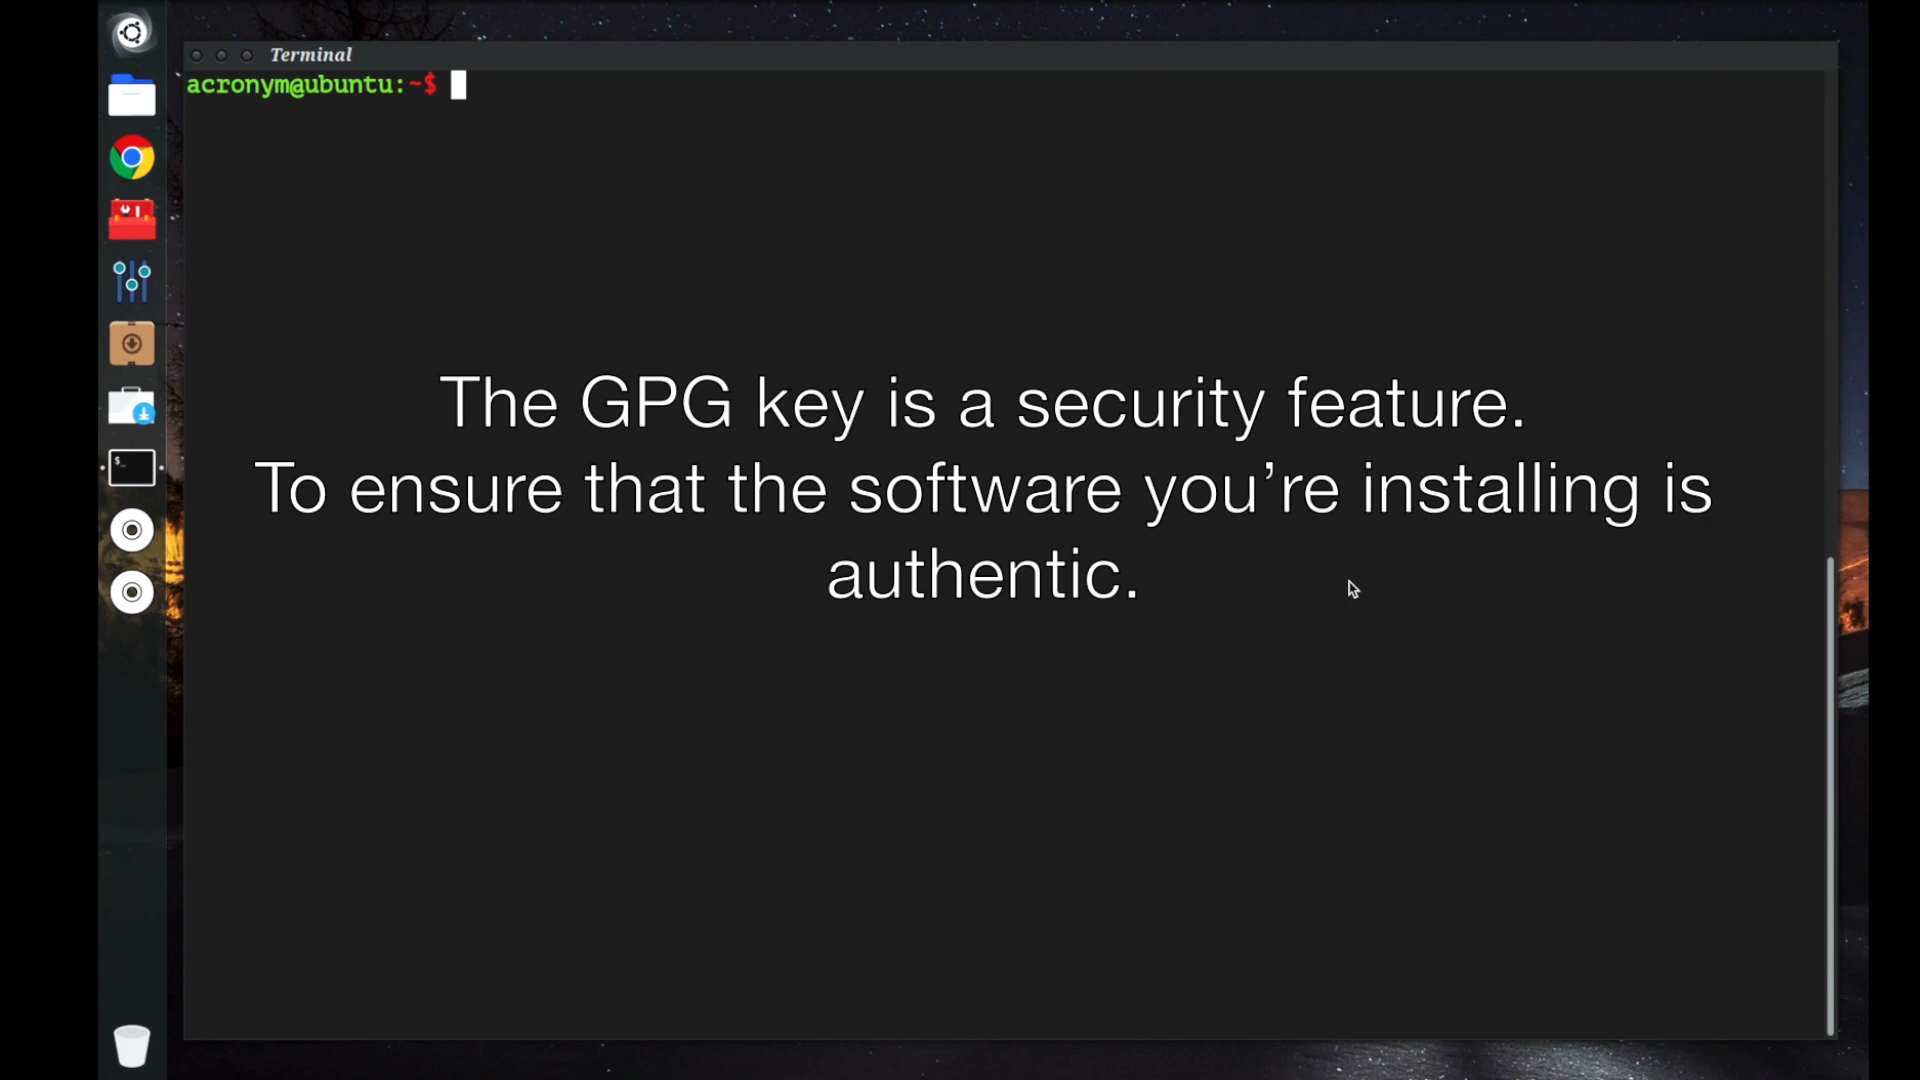 Terminal
acronym@ubuntu:~$
The GPG key is a security feature.
To ensure that the software you’re installing is
authentic.